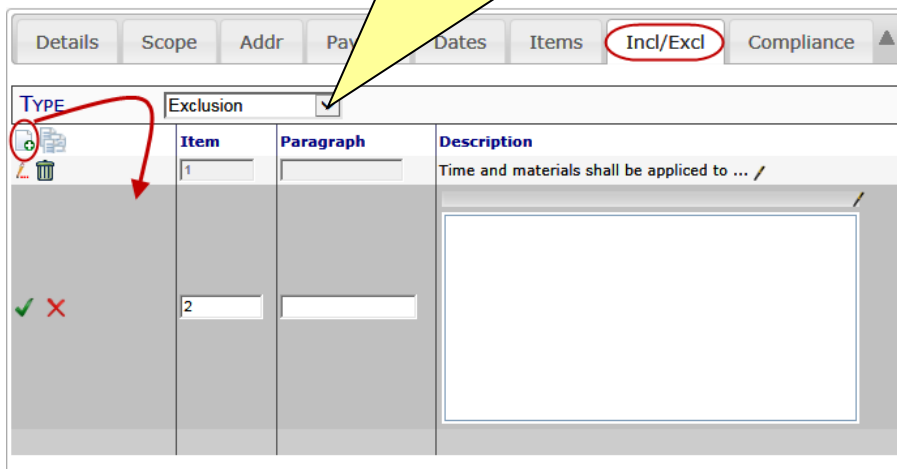 Details Scope Addr Pay Dates Items Incl/Excl Compliance
TYPE Exclusion
Item Paragraph Description
1 Time and materials shall be appliced to ...
2